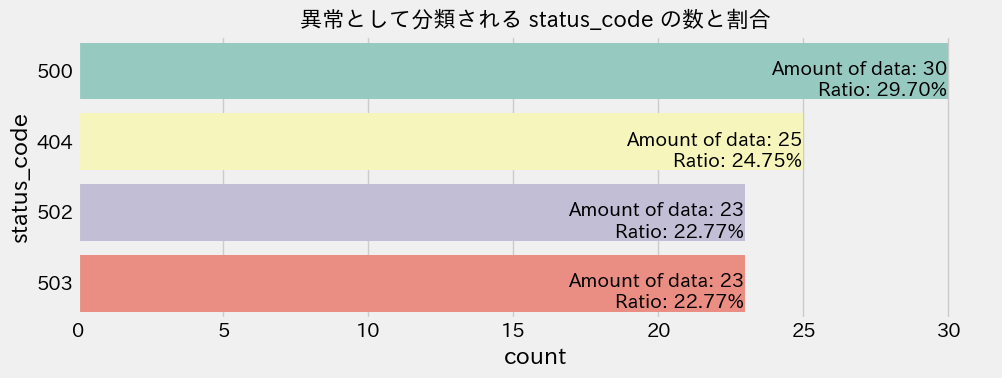 異常として分類される status_code の数と割合
status_code
500
Amount of data: 30
Ratio: 29.70%
404
Amount of data: 25
Ratio: 24.75%
502
Amount of data: 23
Ratio: 22.77%
503
Amount of data: 23
Ratio: 22.77%
0 5 10 15 20 25 30
count